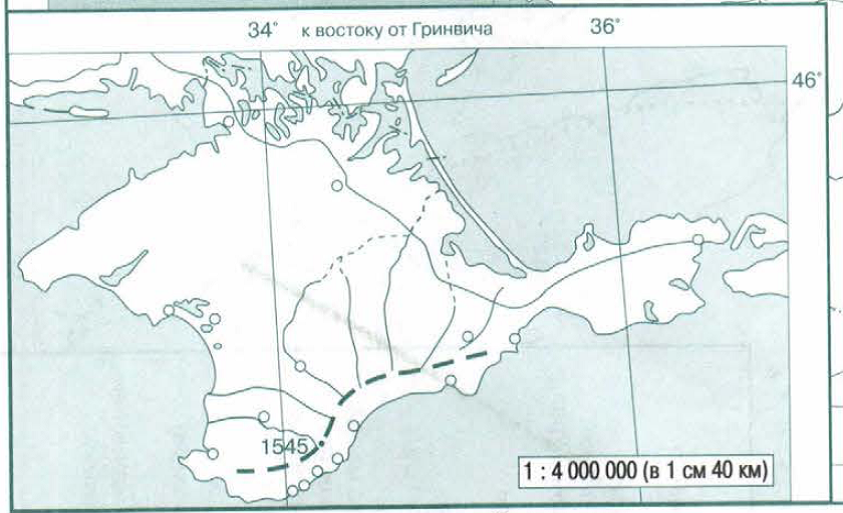 34° к востоку от Гринвича 36°
46°
1545
1 : 4 000 000 (в 1 см 40 км)